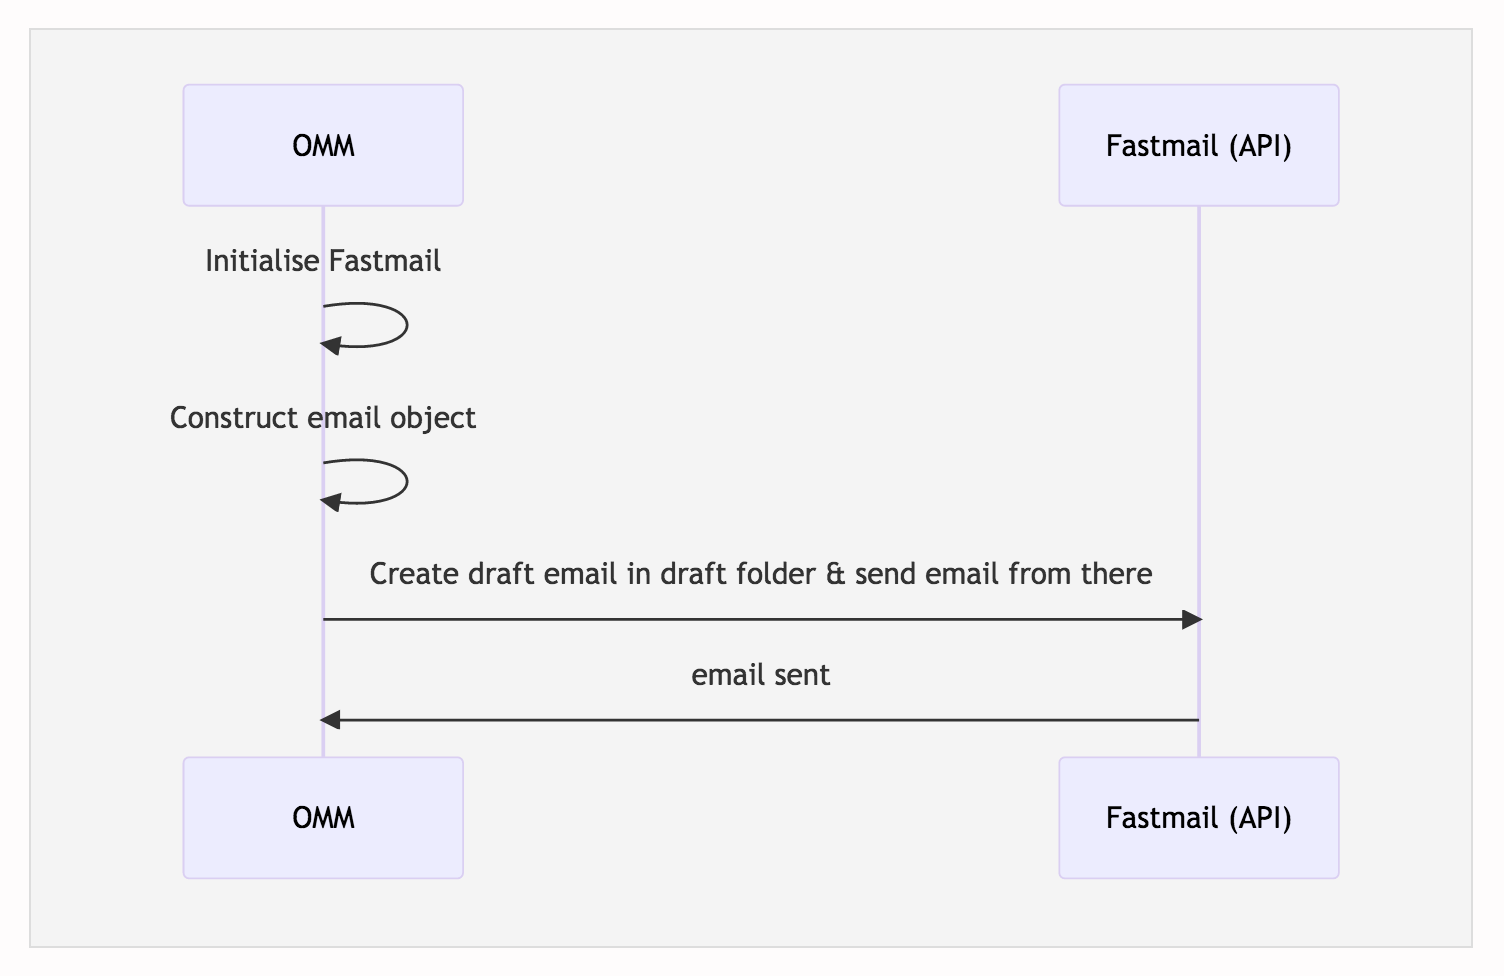 OMM
Fastmail (API)
Initialise Fastmail
Construct email object
Create draft email in draft folder & send email from there
email sent
OMM
Fastmail (API)